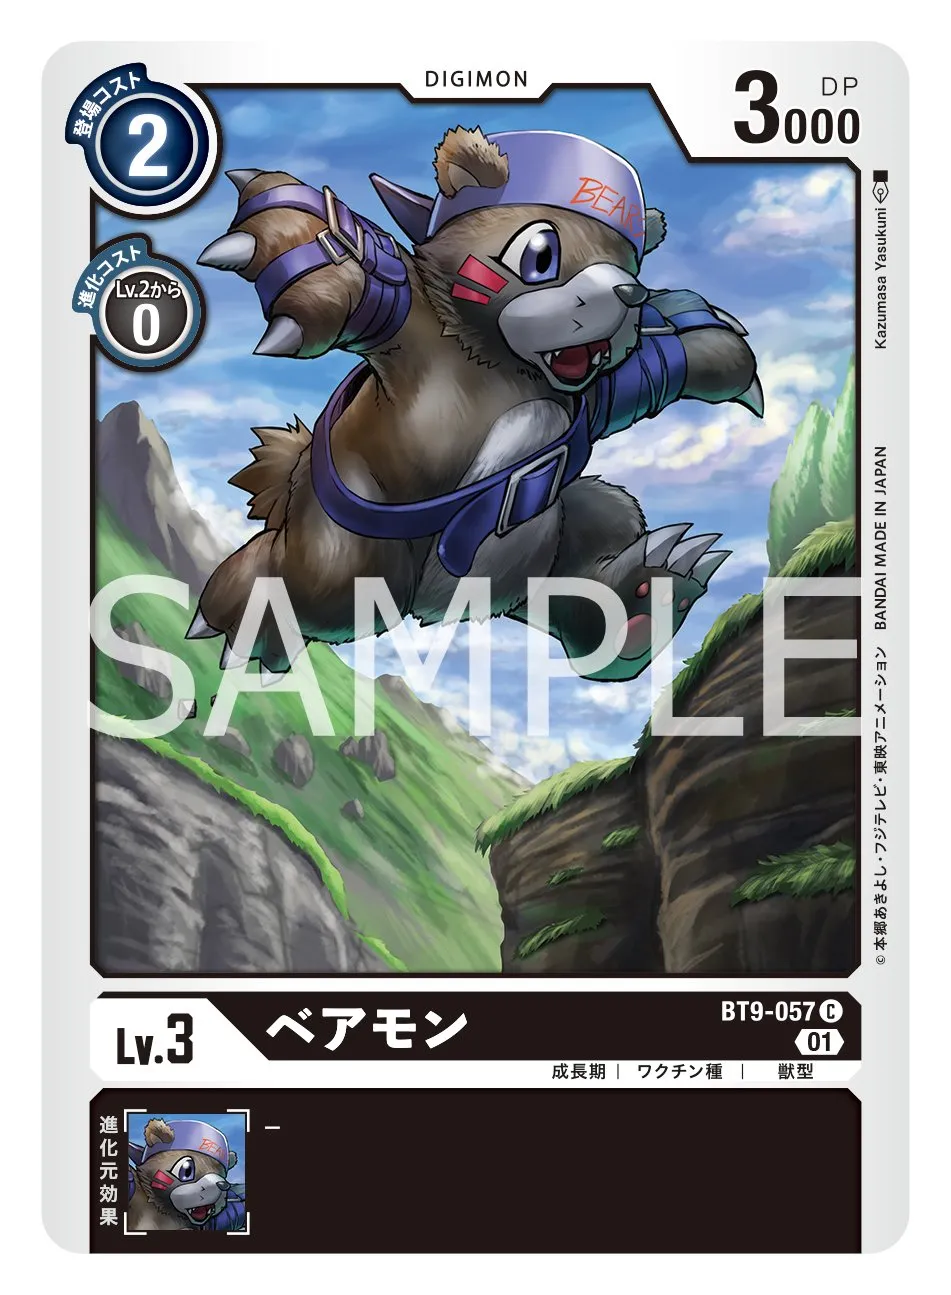 DIGIMON
登場コスト
2
DP
3000
進化コスト
Lv.2から
0
BEARS
Kazumasa Yasukuni
SAMPLE
©本郷あきよし・フジテレビ・東映アニメーション BANDAI MADE IN JAPAN
Lv.3
ベアモン
BT9-057 C
01
成長期 | ワクチン種 | 獣型
進化元効果
BEA
–